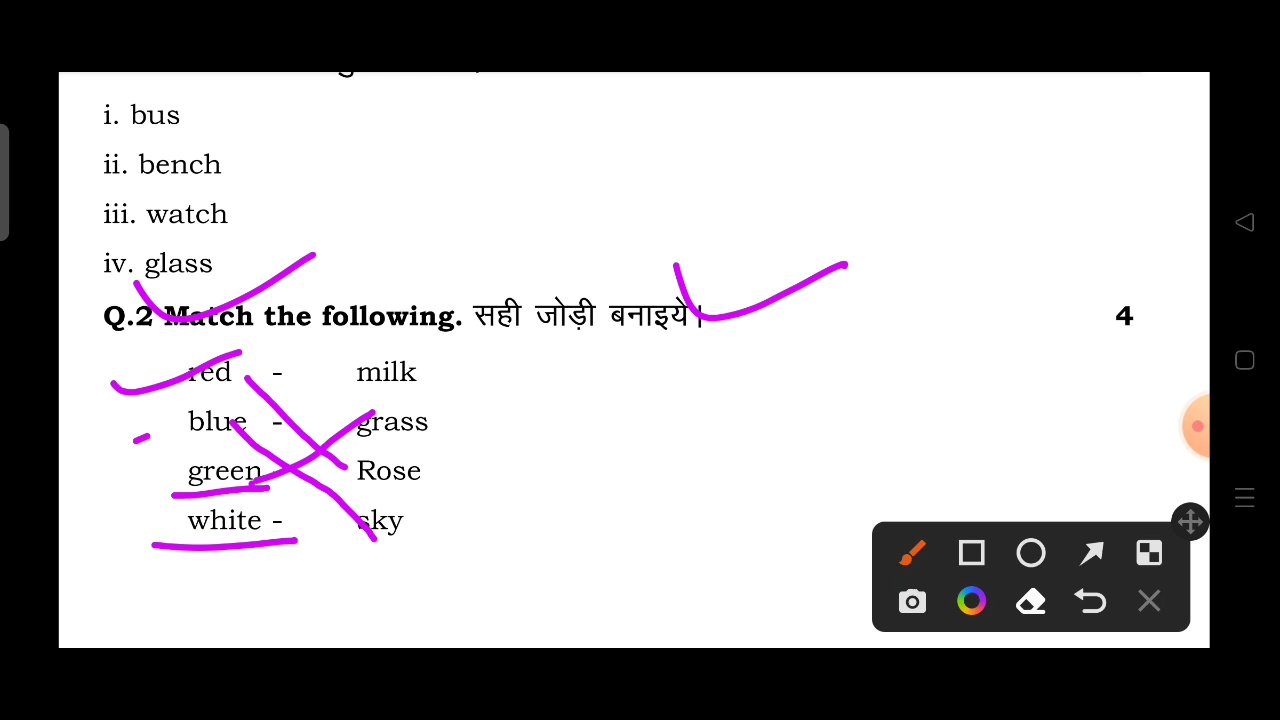 i. bus
ii. bench
iii. watch
iv. glass
Q.2 Match the following. सही जोड़ी बनाइये। 4
red - milk
blue - grass
green - Rose
white - sky